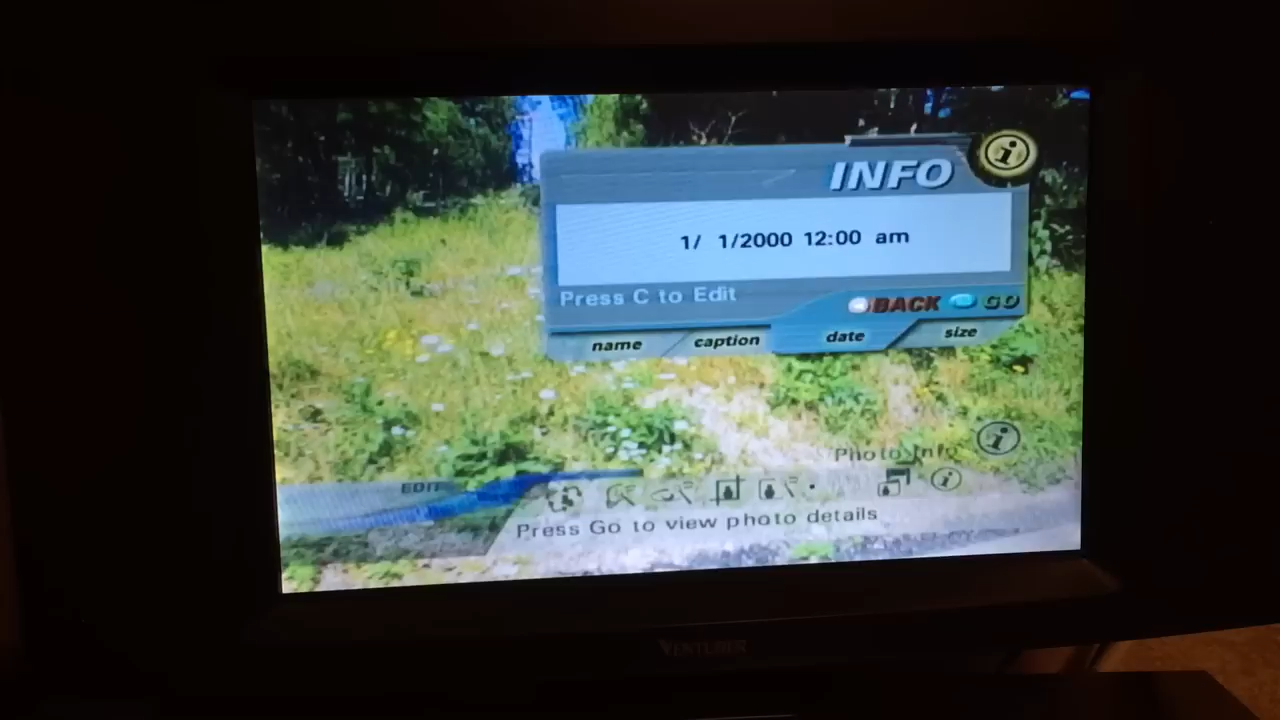 INFO
1/ 1/2000 12:00 am
Press C to Edit
BACK GO
name caption date size
Photo Info
EDIT
Press Go to view photo details
VENTURER